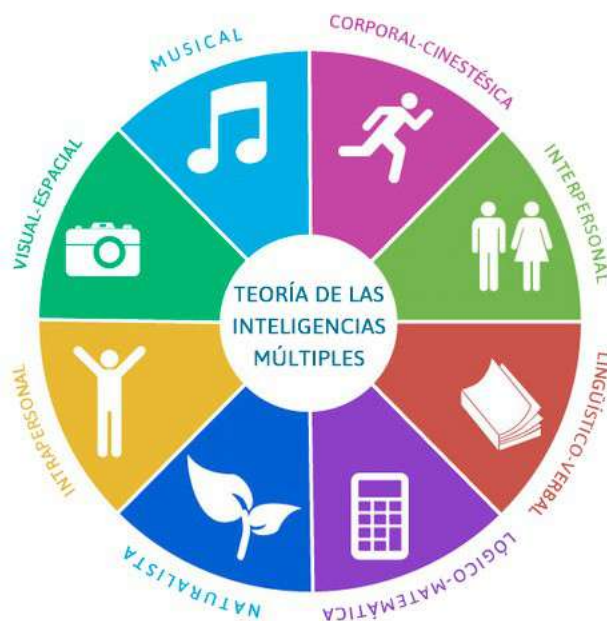 MUSICAL
CORPORAL-CINESTÉSICA
INTERPERSONAL
LINGÜÍSTICO-VERBAL
LÓGICO-MATEMÁTICA
NATURALISTA
INTRAPERSONAL
VISUAL-ESPACIAL
TEORÍA DE LAS
INTELIGENCIAS
MÚLTIPLES